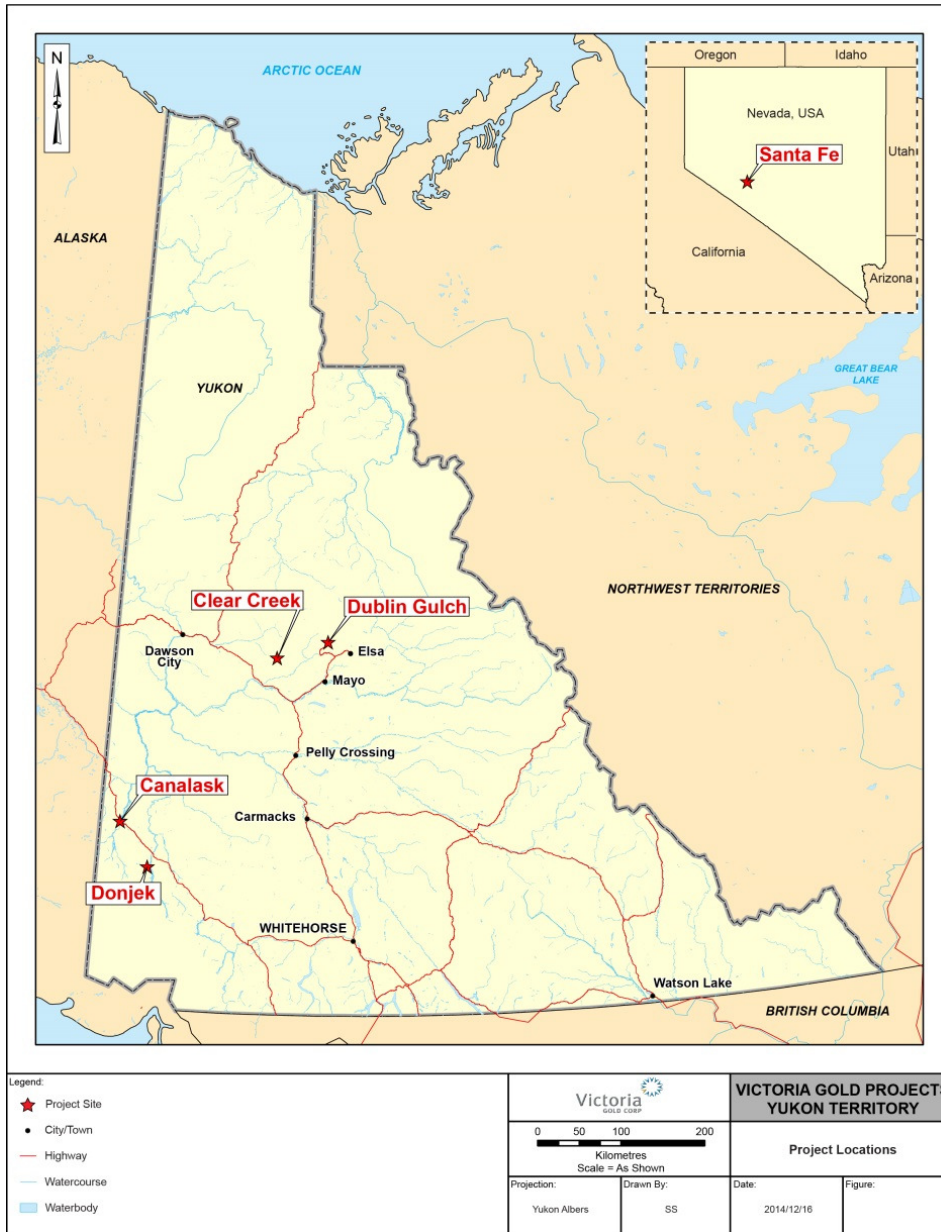 N
ARCTIC OCEAN
Oregon
Idaho
Nevada, USA
Santa Fe
Utah
California
Arizona
ALASKA
YUKON
GREAT BEAR
LAKE
NORTHWEST TERRITORIES
Clear Creek
Dublin Gulch
Dawson
City
Elsa
Mayo
Pelly Crossing
Canalask
Carmacks
Donjek
WHITEHORSE
Watson Lake
BRITISH COLUMBIA
Legend:
Project Site
City/Town
Highway
Watercourse
Waterbody
Victoria
GOLD CORP
0 50 100 200
Kilometres
Scale = As Shown
Projection:
Yukon Albers
Drawn By:
SS
VICTORIA GOLD PROJECTS
YUKON TERRITORY
Project Locations
Date:
2014/12/16
Figure: